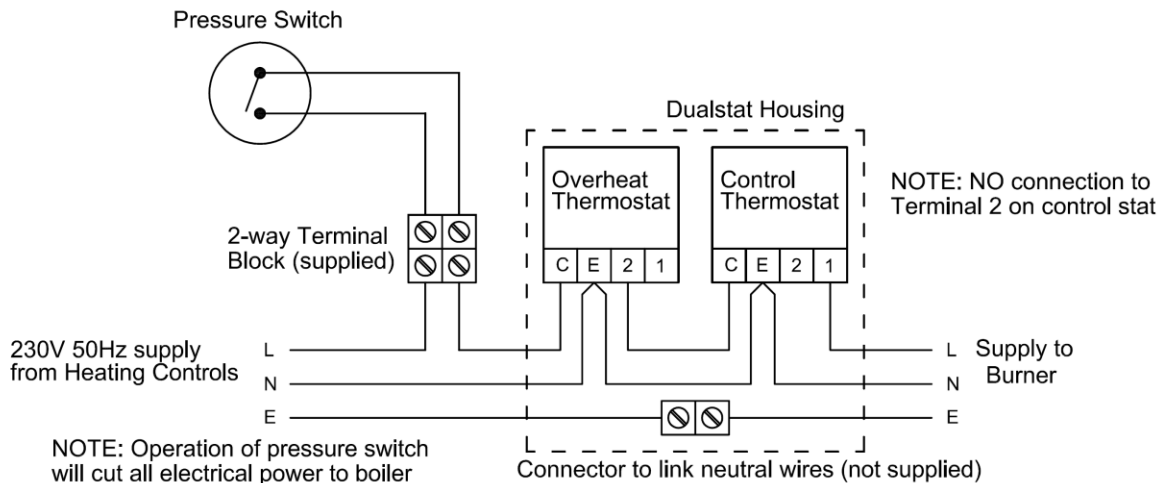 Pressure Switch
Dualstat Housing
Overheat
Thermostat
Control
Thermostat
NOTE: NO connection to
Terminal 2 on control stat
2-way Terminal
Block (supplied)
C E 2 1
C E 2 1
230V 50Hz supply
from Heating Controls
L
N
E
L
N
E
Supply to
Burner
NOTE: Operation of pressure switch
will cut all electrical power to boiler
Connector to link neutral wires (not supplied)